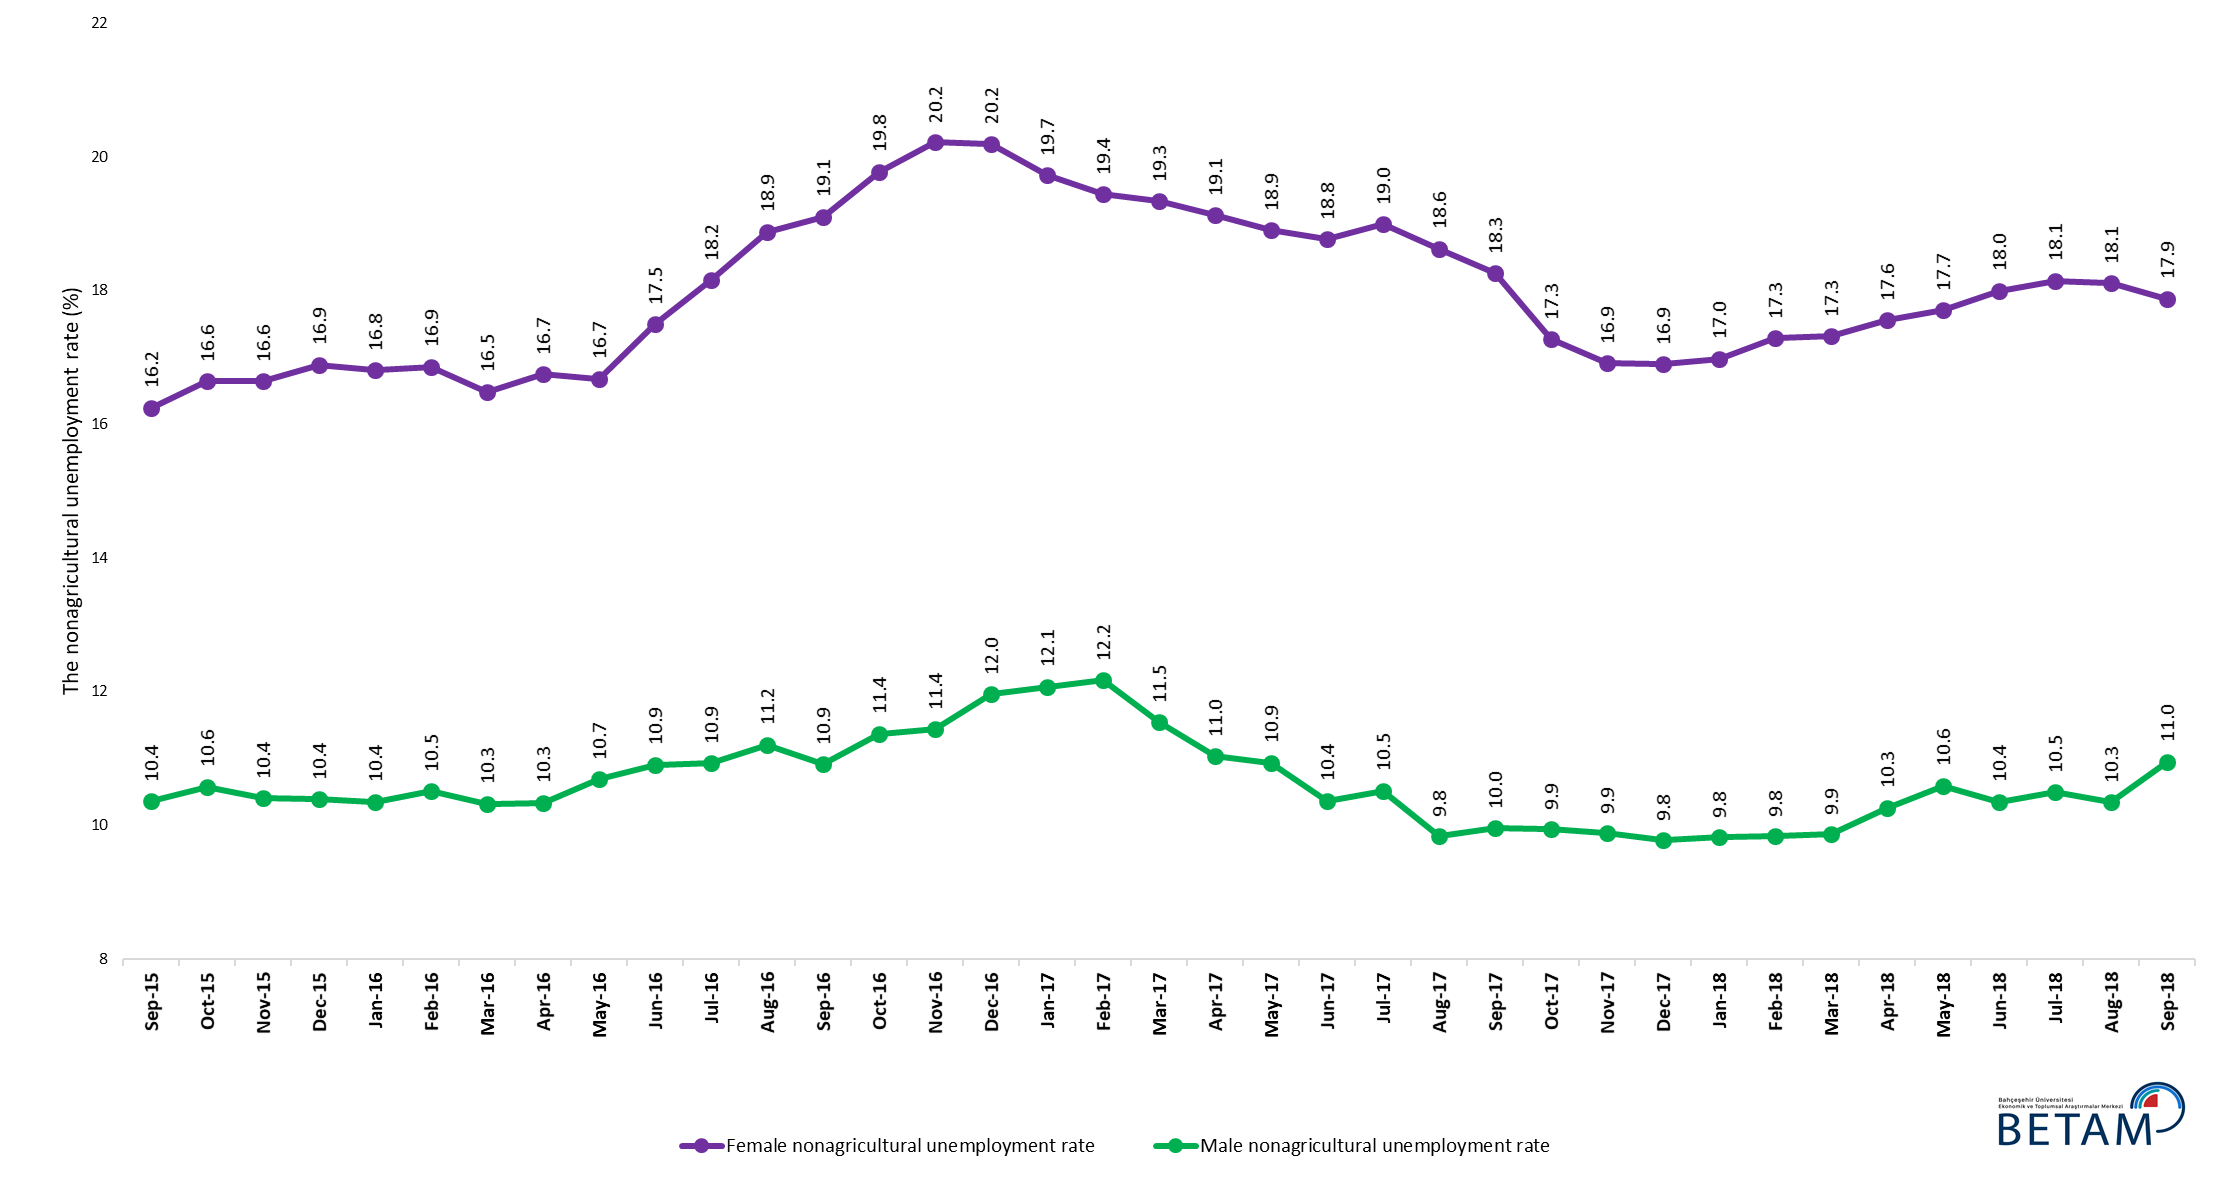 22
20
18
16
14
12
10
8
The nonagricultural unemployment rate (%)
16.2 16.6 16.6 16.9 16.8 16.9 16.5 16.7 16.7 17.5 18.2 18.9 19.1 19.8 20.2 20.2 19.7 19.4 19.3 19.1 18.9 18.8 19.0 18.6 18.3 17.3 16.9 16.9 17.0 17.3 17.3 17.6 17.7 18.0 18.1 18.1 17.9
10.4 10.6 10.4 10.4 10.4 10.5 10.3 10.3 10.7 10.9 10.9 11.2 10.9 11.4 11.4 12.0 12.1 12.2 11.5 11.0 10.9 10.4 10.5 9.8 10.0 9.9 9.9 9.8 9.8 9.8 9.9 10.3 10.6 10.4 10.5 10.3 11.0
Sep-15 Oct-15 Nov-15 Dec-15 Jan-16 Feb-16 Mar-16 Apr-16 May-16 Jun-16 Jul-16 Aug-16 Sep-16 Oct-16 Nov-16 Dec-16 Jan-17 Feb-17 Mar-17 Apr-17 May-17 Jun-17 Jul-17 Aug-17 Sep-17 Oct-17 Nov-17 Dec-17 Jan-18 Feb-18 Mar-18 Apr-18 May-18 Jun-18 Jul-18 Aug-18 Sep-18
Female nonagricultural unemployment rate
Male nonagricultural unemployment rate
Bahçeşehir Üniversitesi
Ekonomik ve Toplumsal Araştırmalar Merkezi
BETAM